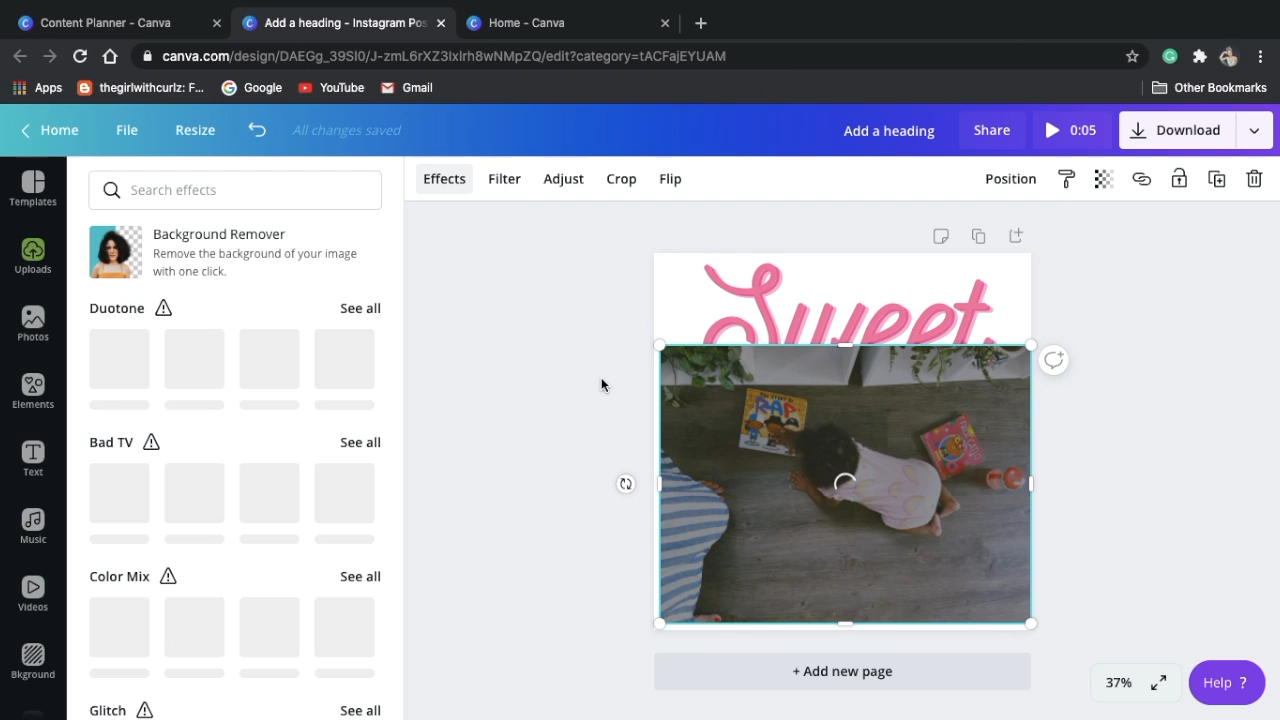 Content Planner - Canva
Add a heading - Instagram Pos
Home - Canva
canva.com/design/DAEGg_39SI0/J-zmL6rXZ3IxIrh8wNMpZQ/edit?category=tACFajEYUAM
Apps
thegirlwithcurlz: F...
Google
YouTube
Gmail
Other Bookmarks
Home
File
Resize
All changes saved
Add a heading
Share
0:05
Download
Templates
Uploads
Photos
Elements
Text
Music
Videos
Bkground
Search effects
Background Remover
Remove the background of your image
with one click.
Duotone
See all
Bad TV
See all
Color Mix
See all
Glitch
See all
Effects
Filter
Adjust
Crop
Flip
Position
Sweet
RAP
+ Add new page
37%
Help ?